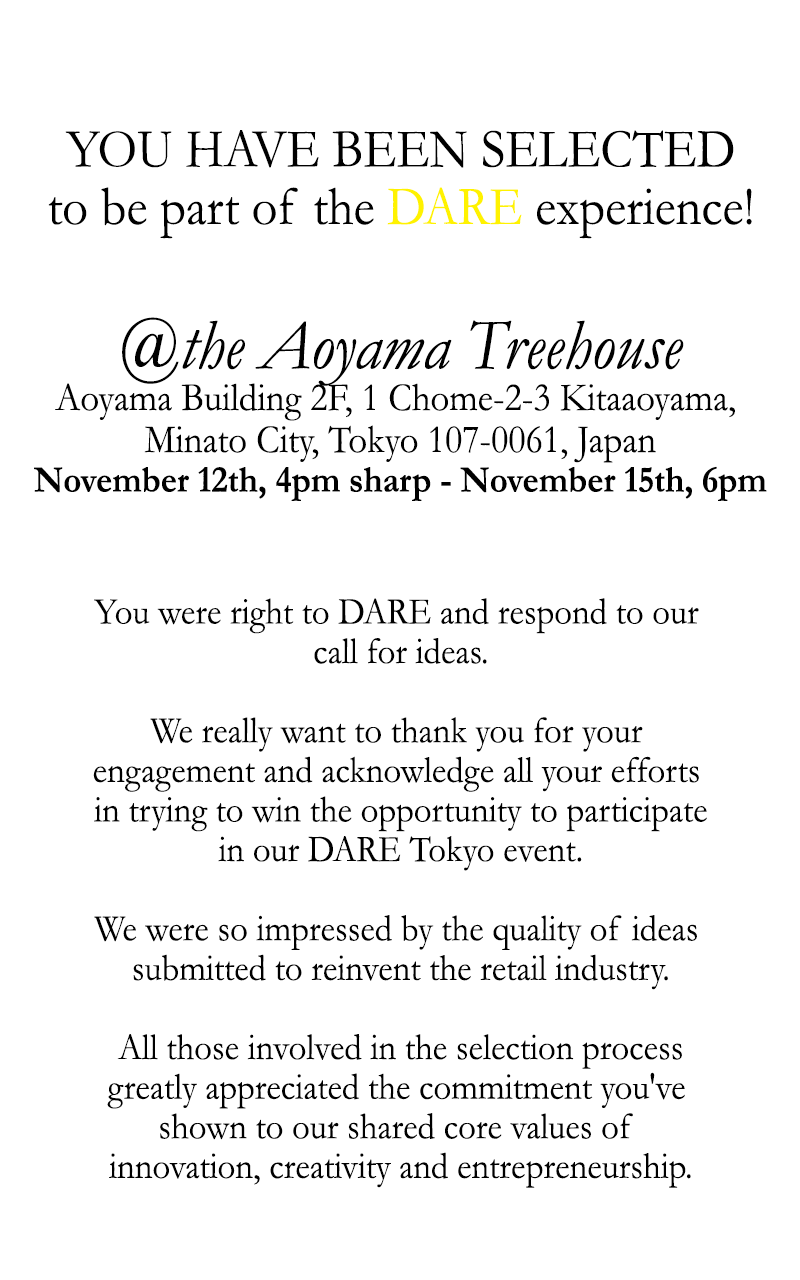 YOU HAVE BEEN SELECTED
to be part of the DARE experience!
@the Aoyama Treehouse
Aoyama Building 2F, 1 Chome-2-3 Kitaaoyama,
Minato City, Tokyo 107-0061, Japan
November 12th, 4pm sharp - November 15th, 6pm
You were right to DARE and respond to our
call for ideas.
We really want to thank you for your
engagement and acknowledge all your efforts
in trying to win the opportunity to participate
in our DARE Tokyo event.
We were so impressed by the quality of ideas
submitted to reinvent the retail industry.
All those involved in the selection process
greatly appreciated the commitment you've
shown to our shared core values of
innovation, creativity and entrepreneurship.